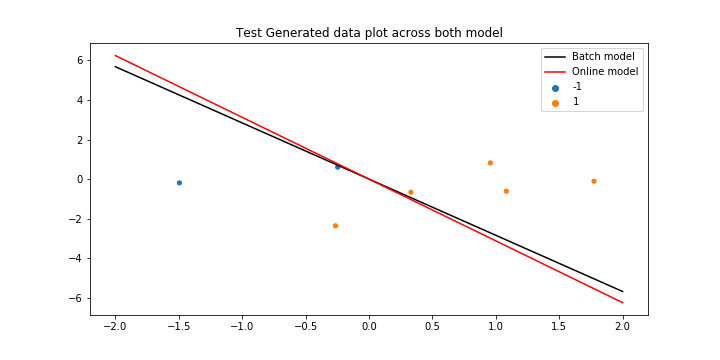 Test Generated data plot across both model
Batch model
Online model
-1
1
6
4
2
0
−2
−4
−6
−2.0 −1.5 −1.0 −0.5 0.0 0.5 1.0 1.5 2.0